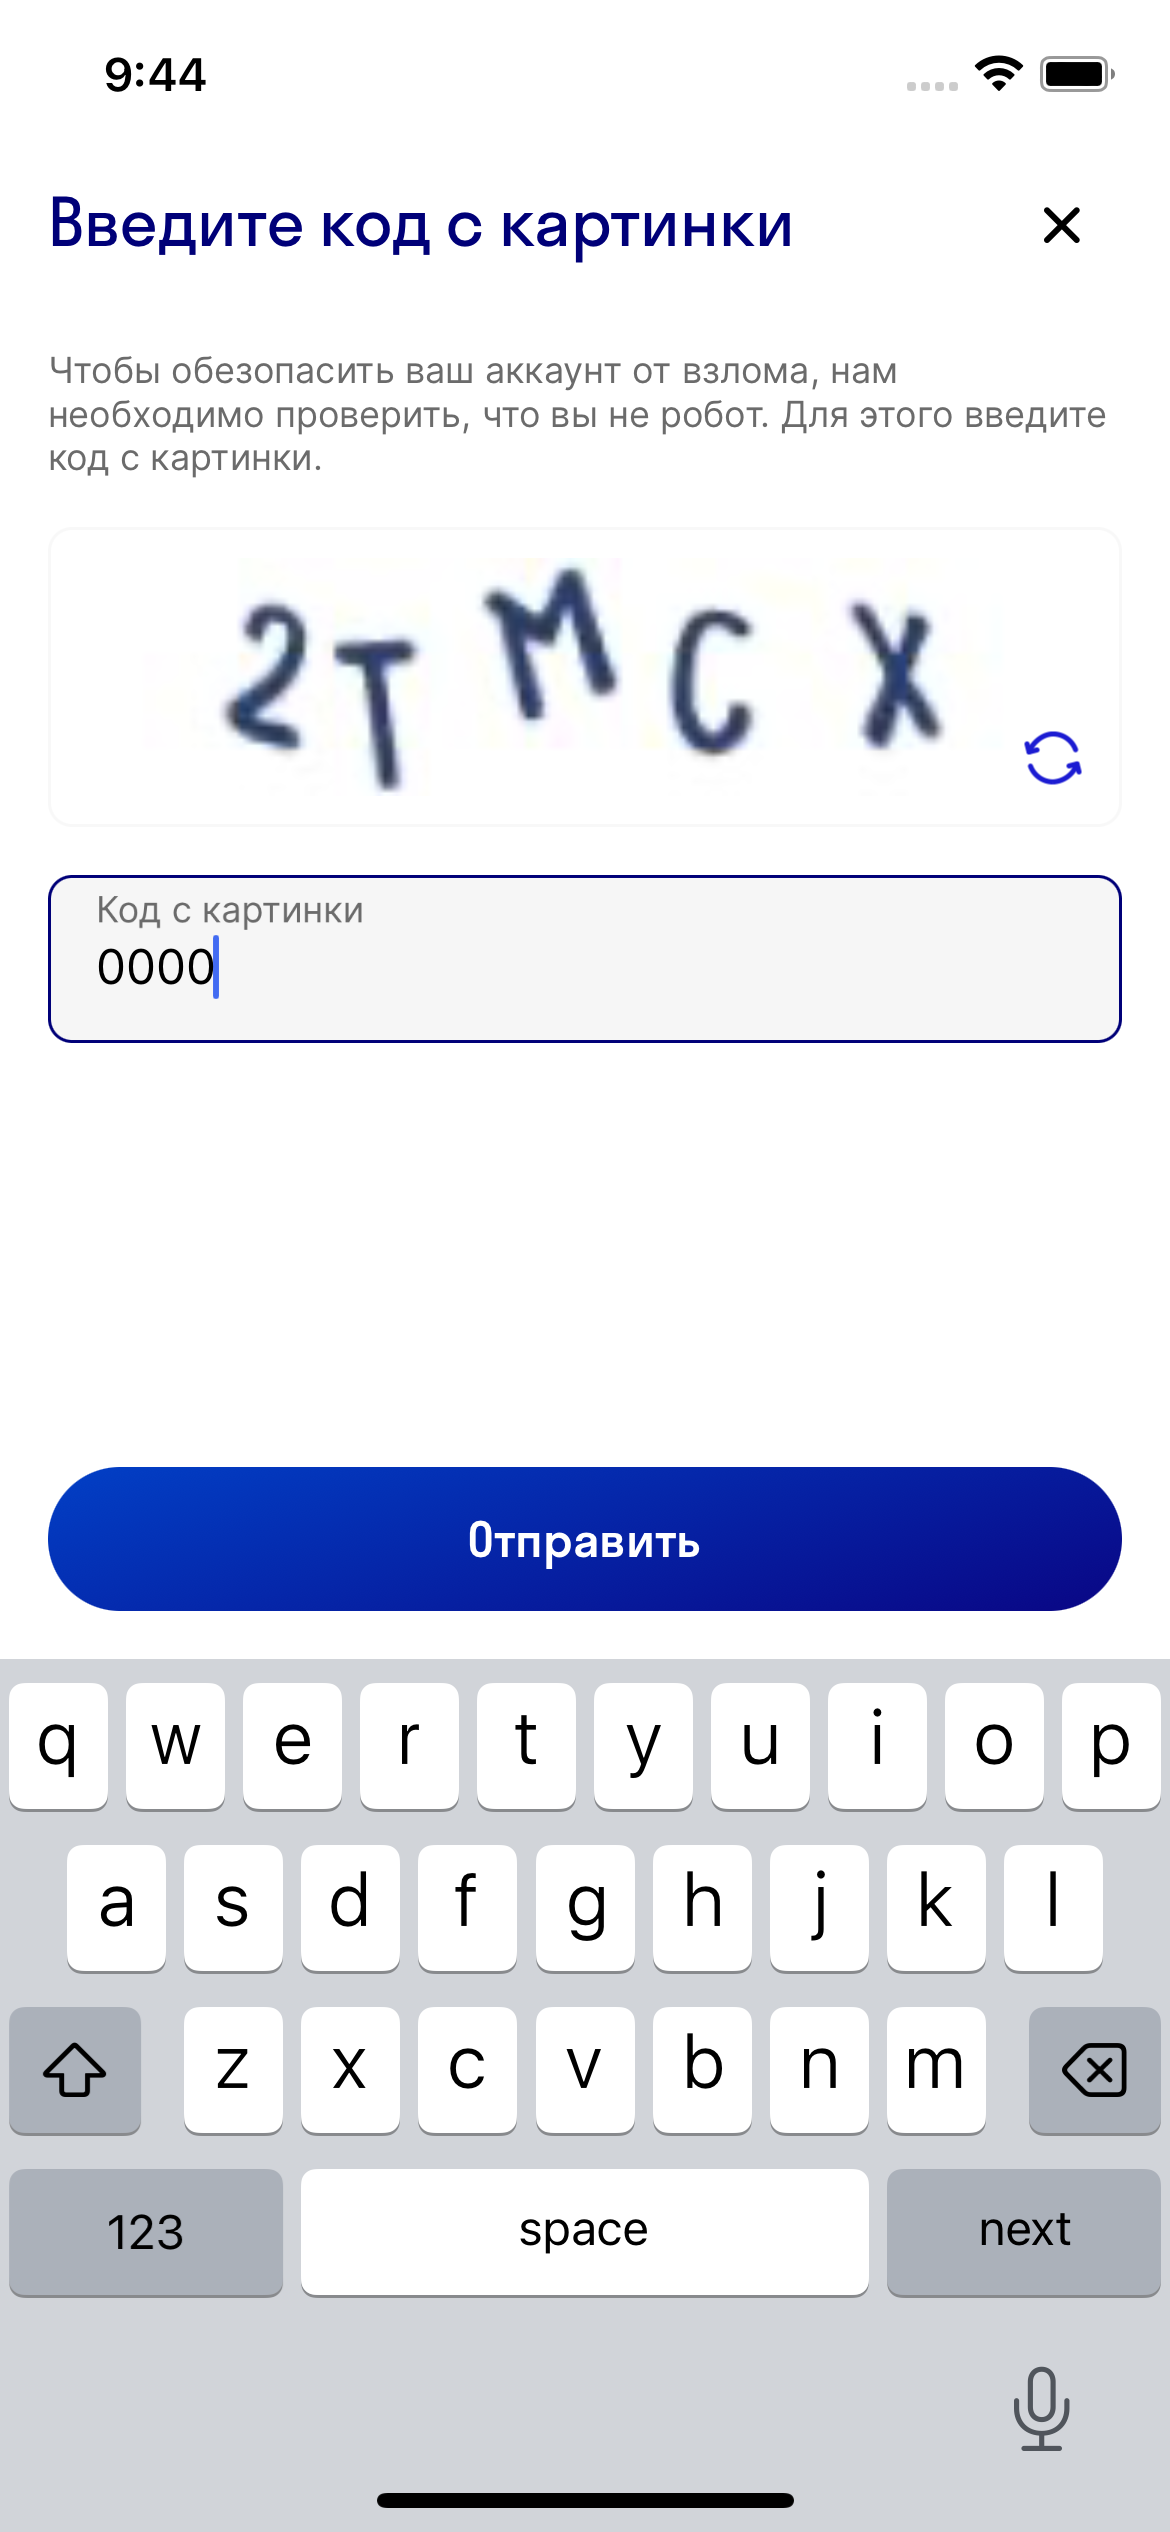 9:44
Введите код с картинки
Чтобы обезопасить ваш аккаунт от взлома, нам
необходимо проверить, что вы не робот. Для этого введите
код с картинки.
2TMCX
Код с картинки
0000
Отправить
q w e r t y u i o p
a s d f g h j k l
z x c v b n m
123 space next